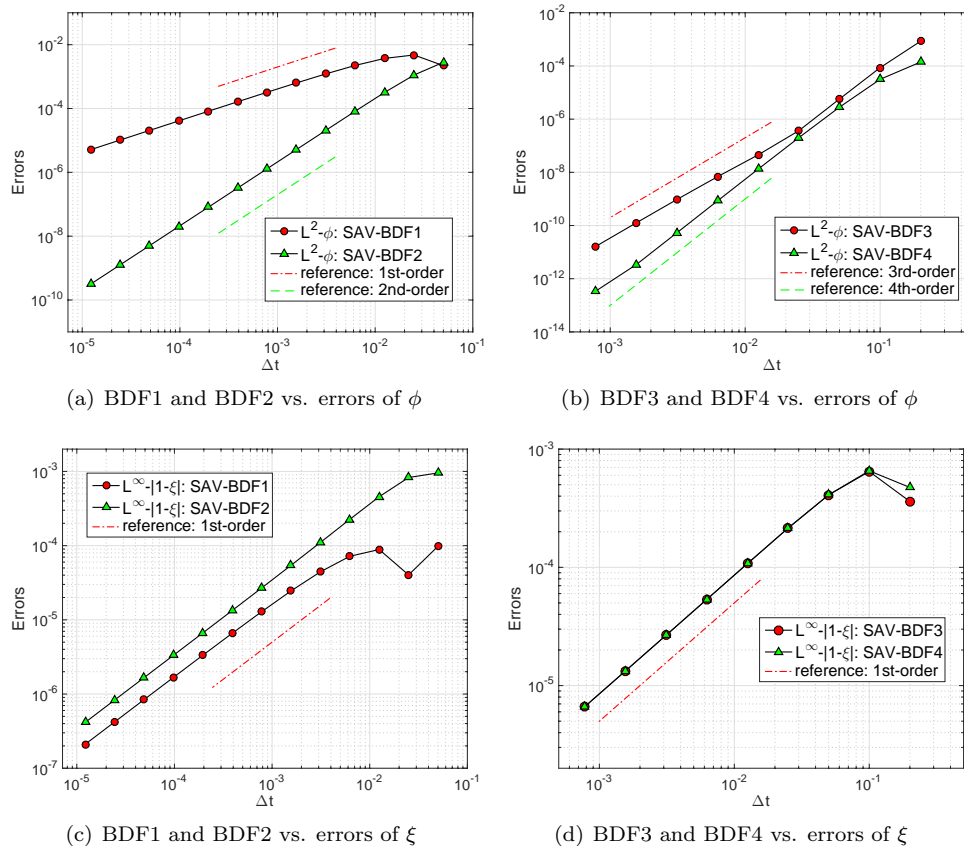 10^-2
10^-4
10^-6
10^-8
10^-10
Errors
L^2-ϕ: SAV-BDF1
L^2-ϕ: SAV-BDF2
reference: 1st-order
reference: 2nd-order
10^-5
10^-4
10^-3
10^-2
10^-1
Δt
(a) BDF1 and BDF2 vs. errors of ϕ
10^-2
10^-4
10^-6
10^-8
10^-10
10^-12
10^-14
Errors
L^2-ϕ: SAV-BDF3
L^2-ϕ: SAV-BDF4
reference: 3rd-order
reference: 4th-order
10^-3
10^-2
10^-1
Δt
(b) BDF3 and BDF4 vs. errors of ϕ
10^-3
10^-4
10^-5
10^-6
10^-7
Errors
L^∞-|1-ξ|: SAV-BDF1
L^∞-|1-ξ|: SAV-BDF2
reference: 1st-order
10^-5
10^-4
10^-3
10^-2
10^-1
Δt
(c) BDF1 and BDF2 vs. errors of ξ
10^-3
10^-4
10^-5
Errors
L^∞-|1-ξ|: SAV-BDF3
L^∞-|1-ξ|: SAV-BDF4
reference: 1st-order
10^-3
10^-2
10^-1
Δt
(d) BDF3 and BDF4 vs. errors of ξ